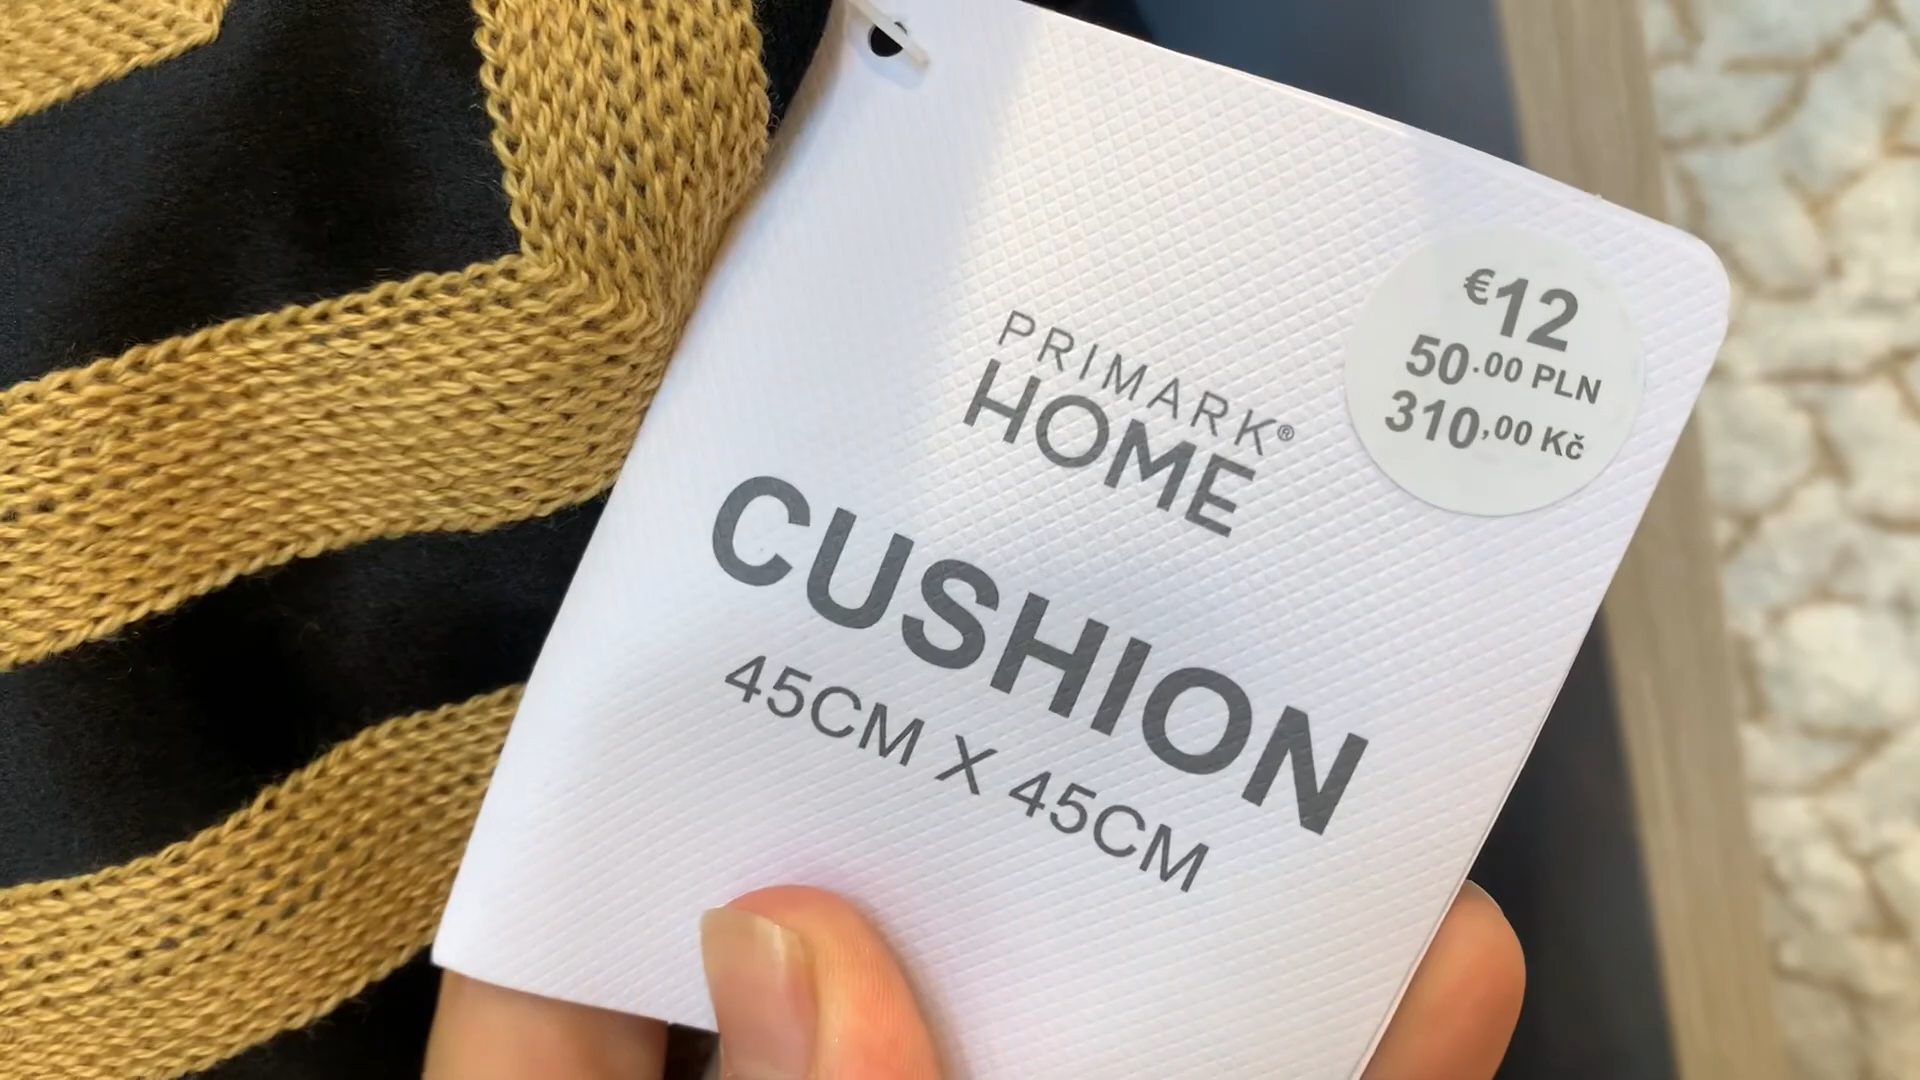 €12
50.00 PLN
310,00 Kč
PRIMARK®
HOME
CUSHION
45CM X 45CM